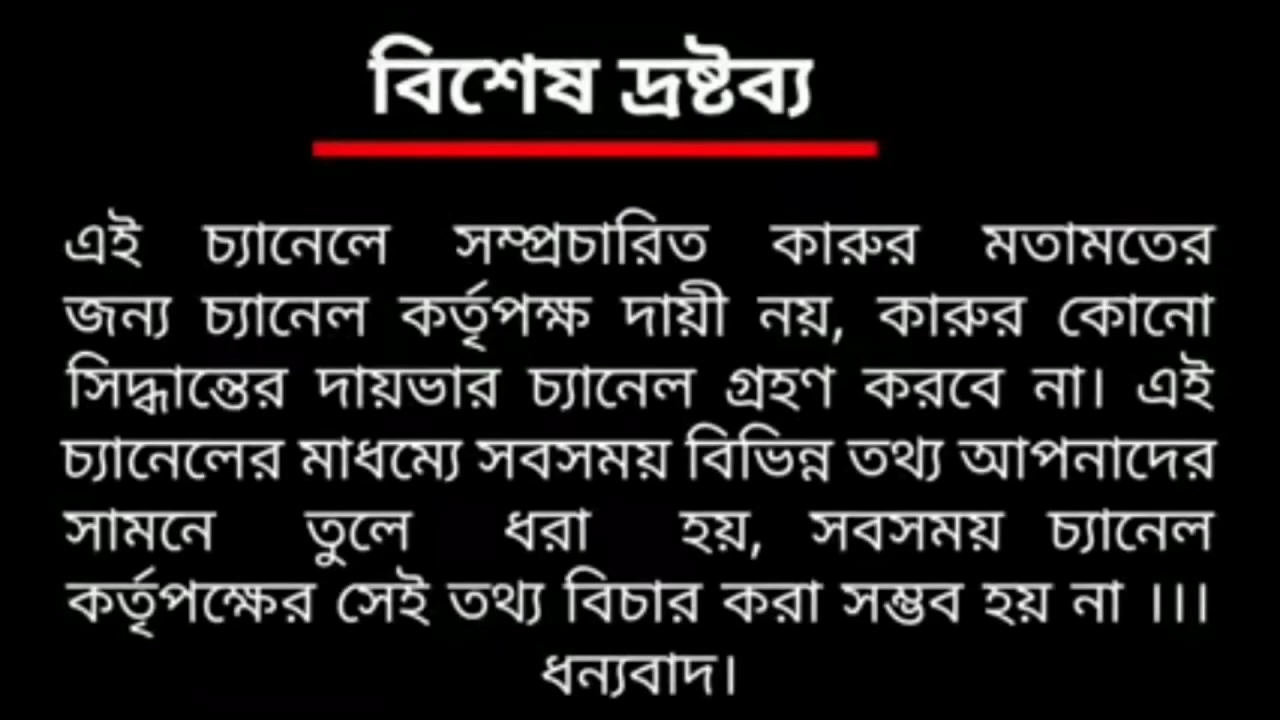 বিশেষ দ্রষ্টব্য
এই চ্যানেলে সম্প্রচারিত কারুর মতামতের
জন্য চ্যানেল কর্তৃপক্ষ দায়ী নয়, কারুর কোনো
সিদ্ধান্তের দায়ভার চ্যানেল গ্রহণ করবে না। এই
চ্যানেলের মাধম্যে সবসময় বিভিন্ন তথ্য আপনাদের
সামনে তুলে ধরা হয়, সবসময় চ্যানেল
কর্তৃপক্ষের সেই তথ্য বিচার করা সম্ভব হয় না ।।।
ধন্যবাদ।